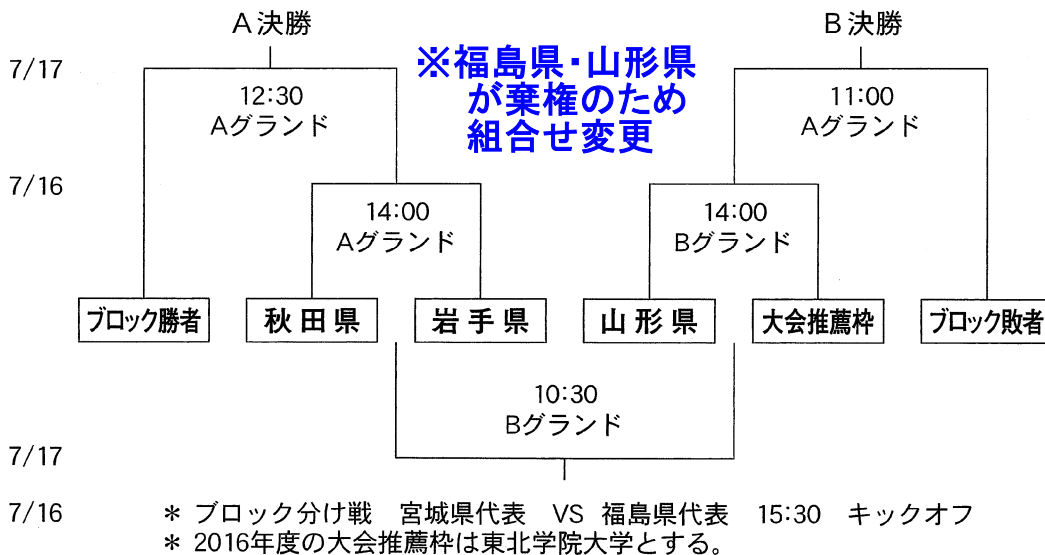 A決勝
B決勝
7/17
※福島県・山形県
が棄権のため
組合せ変更
12:30
Aグランド
11:00
Aグランド
7/16
14:00
Aグランド
14:00
Bグランド
ブロック勝者
秋田県
岩手県
山形県
大会推薦枠
ブロック敗者
10:30
Bグランド
7/17
7/16 * ブロック分け戦 宮城県代表 VS 福島県代表 15:30 キックオフ
* 2016年度の大会推薦枠は東北学院大学とする。